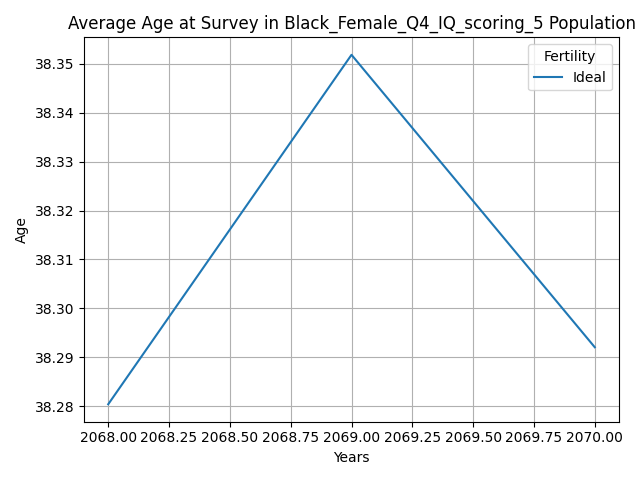 Average Age at Survey in Black_Female_Q4_IQ_scoring_5 Population
Fertility
Ideal
38.35
38.34
38.33
38.32
38.31
38.30
38.29
38.28
Age
2068.00 2068.25 2068.50 2068.75 2069.00 2069.25 2069.50 2069.75 2070.00
Years